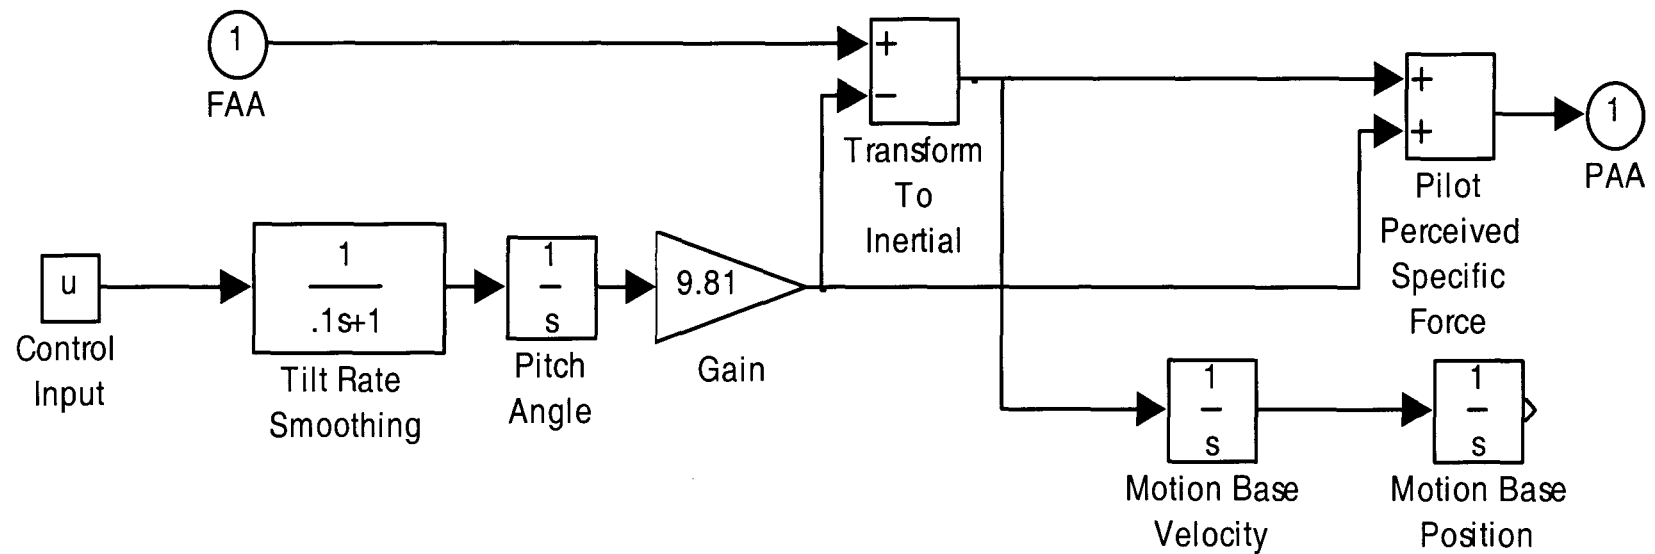 1
FAA
+
−
Transform
To
Inertial
+
+
Pilot
Perceived
Specific
Force
1
PAA
u
Control
Input
1
.1s+1
Tilt Rate
Smoothing
1
s
Pitch
Angle
9.81
Gain
1
s
Motion Base
Velocity
1
s
Motion Base
Position